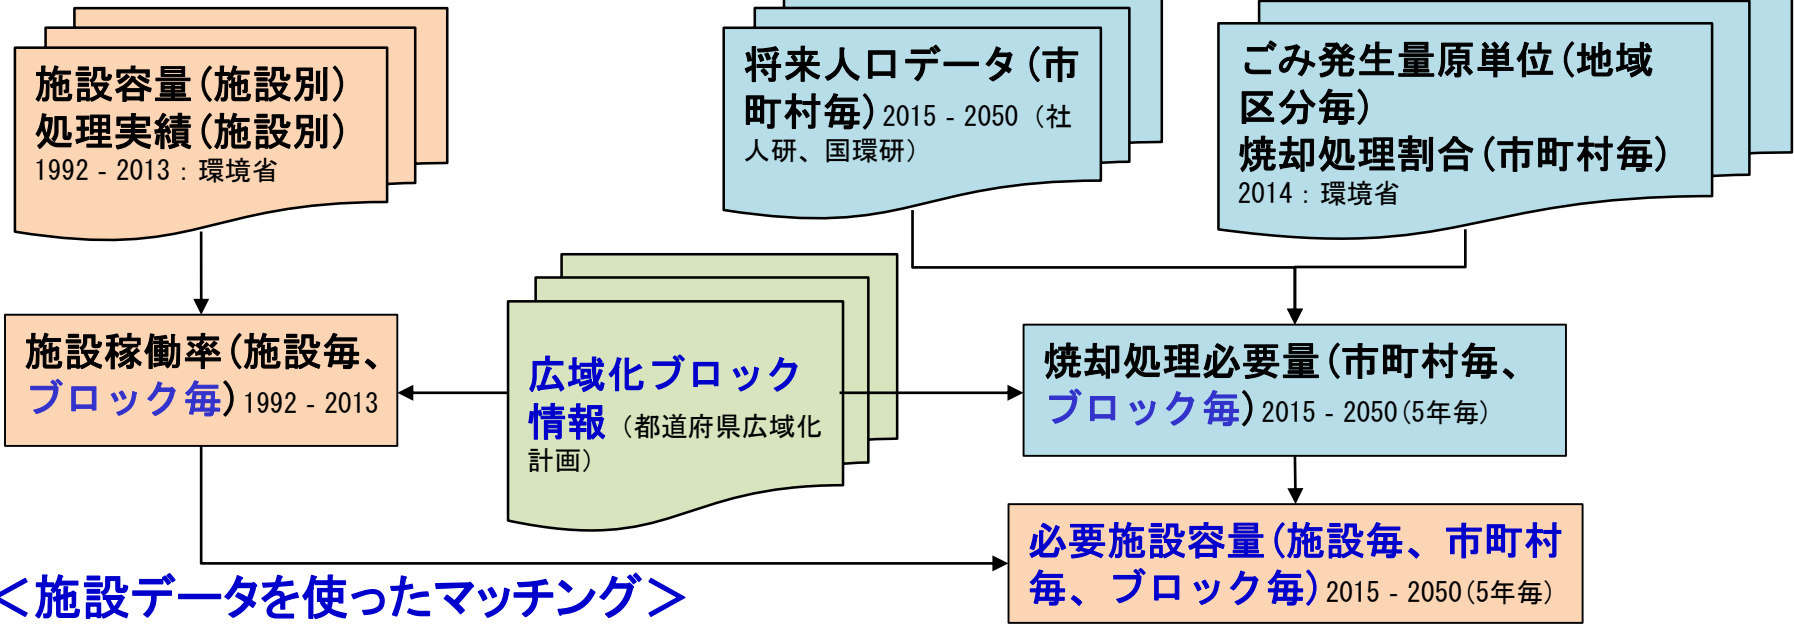 施設容量(施設別)
処理実績(施設別)
1992 - 2013：環境省
将来人口データ(市
町村毎) 2015 - 2050（社
人研、国環研）
ごみ発生量原単位(地域
区分毎)
焼却処理割合(市町村毎)
2014：環境省
施設稼働率(施設毎、
ブロック毎) 1992 - 2013
広域化ブロック
情報（都道府県広域化
計画）
焼却処理必要量(市町村毎、
ブロック毎) 2015 - 2050(5年毎)
必要施設容量(施設毎、市町村
毎、ブロック毎) 2015 - 2050(5年毎)
＜施設データを使ったマッチング＞